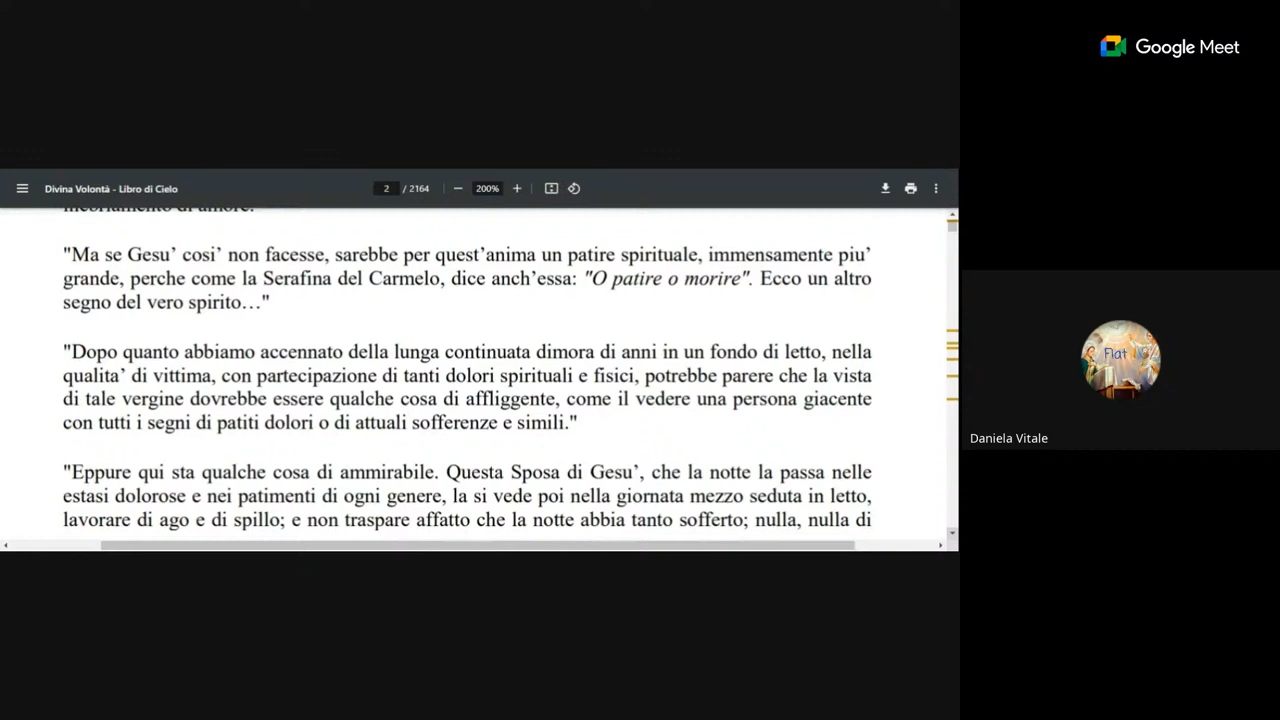 Google Meet
Divina Volontà - Libro di Cielo
2 / 2164
200%
inebriamento di amore.
"Ma se Gesu’ cosi’ non facesse, sarebbe per quest’anima un patire spirituale, immensamente piu’
grande, perche come la Serafina del Carmelo, dice anch’essa: "O patire o morire". Ecco un altro
segno del vero spirito…"
"Dopo quanto abbiamo accennato della lunga continuata dimora di anni in un fondo di letto, nella
qualita’ di vittima, con partecipazione di tanti dolori spirituali e fisici, potrebbe parere che la vista
di tale vergine dovrebbe essere qualche cosa di affliggente, come il vedere una persona giacente
con tutti i segni di patiti dolori o di attuali sofferenze e simili."
"Eppure qui sta qualche cosa di ammirabile. Questa Sposa di Gesu’, che la notte la passa nelle
estasi dolorose e nei patimenti di ogni genere, la si vede poi nella giornata mezzo seduta in letto,
lavorare di ago e di spillo; e non traspare affatto che la notte abbia tanto sofferto; nulla, nulla di
Fiat
Daniela Vitale